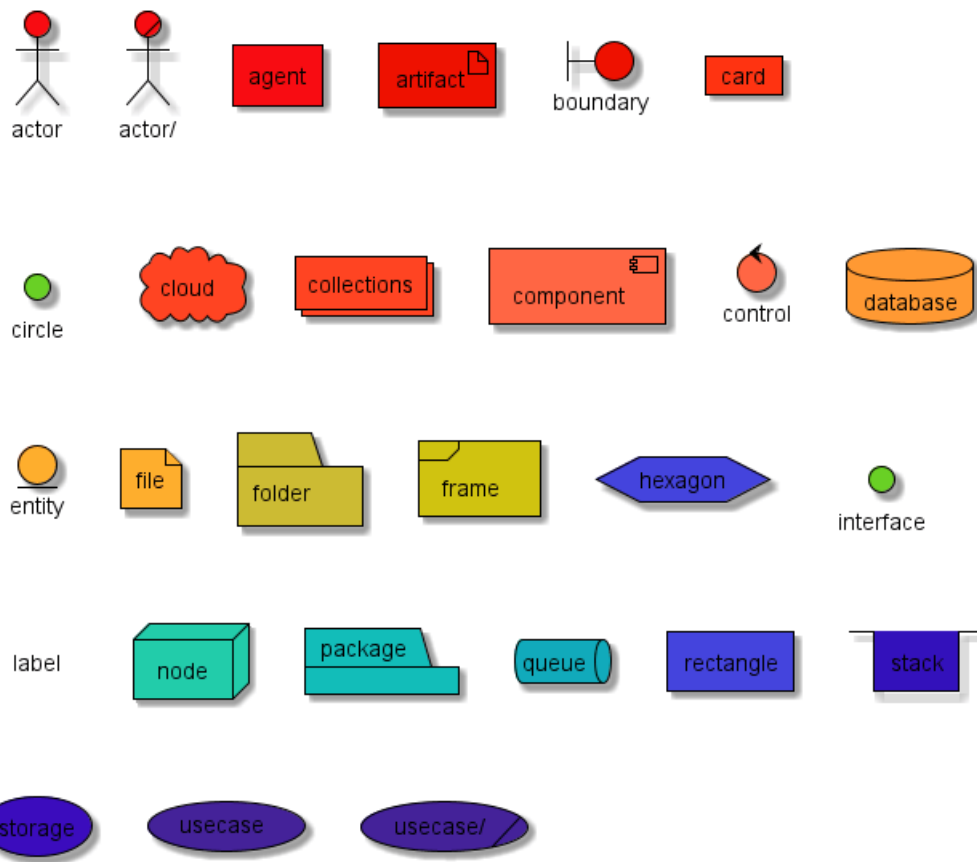 actor
actor/
agent
artifact
boundary
card
circle
cloud
collections
component
control
database
entity
file
folder
frame
hexagon
interface
label
node
package
queue
rectangle
stack
storage
usecase
usecase/